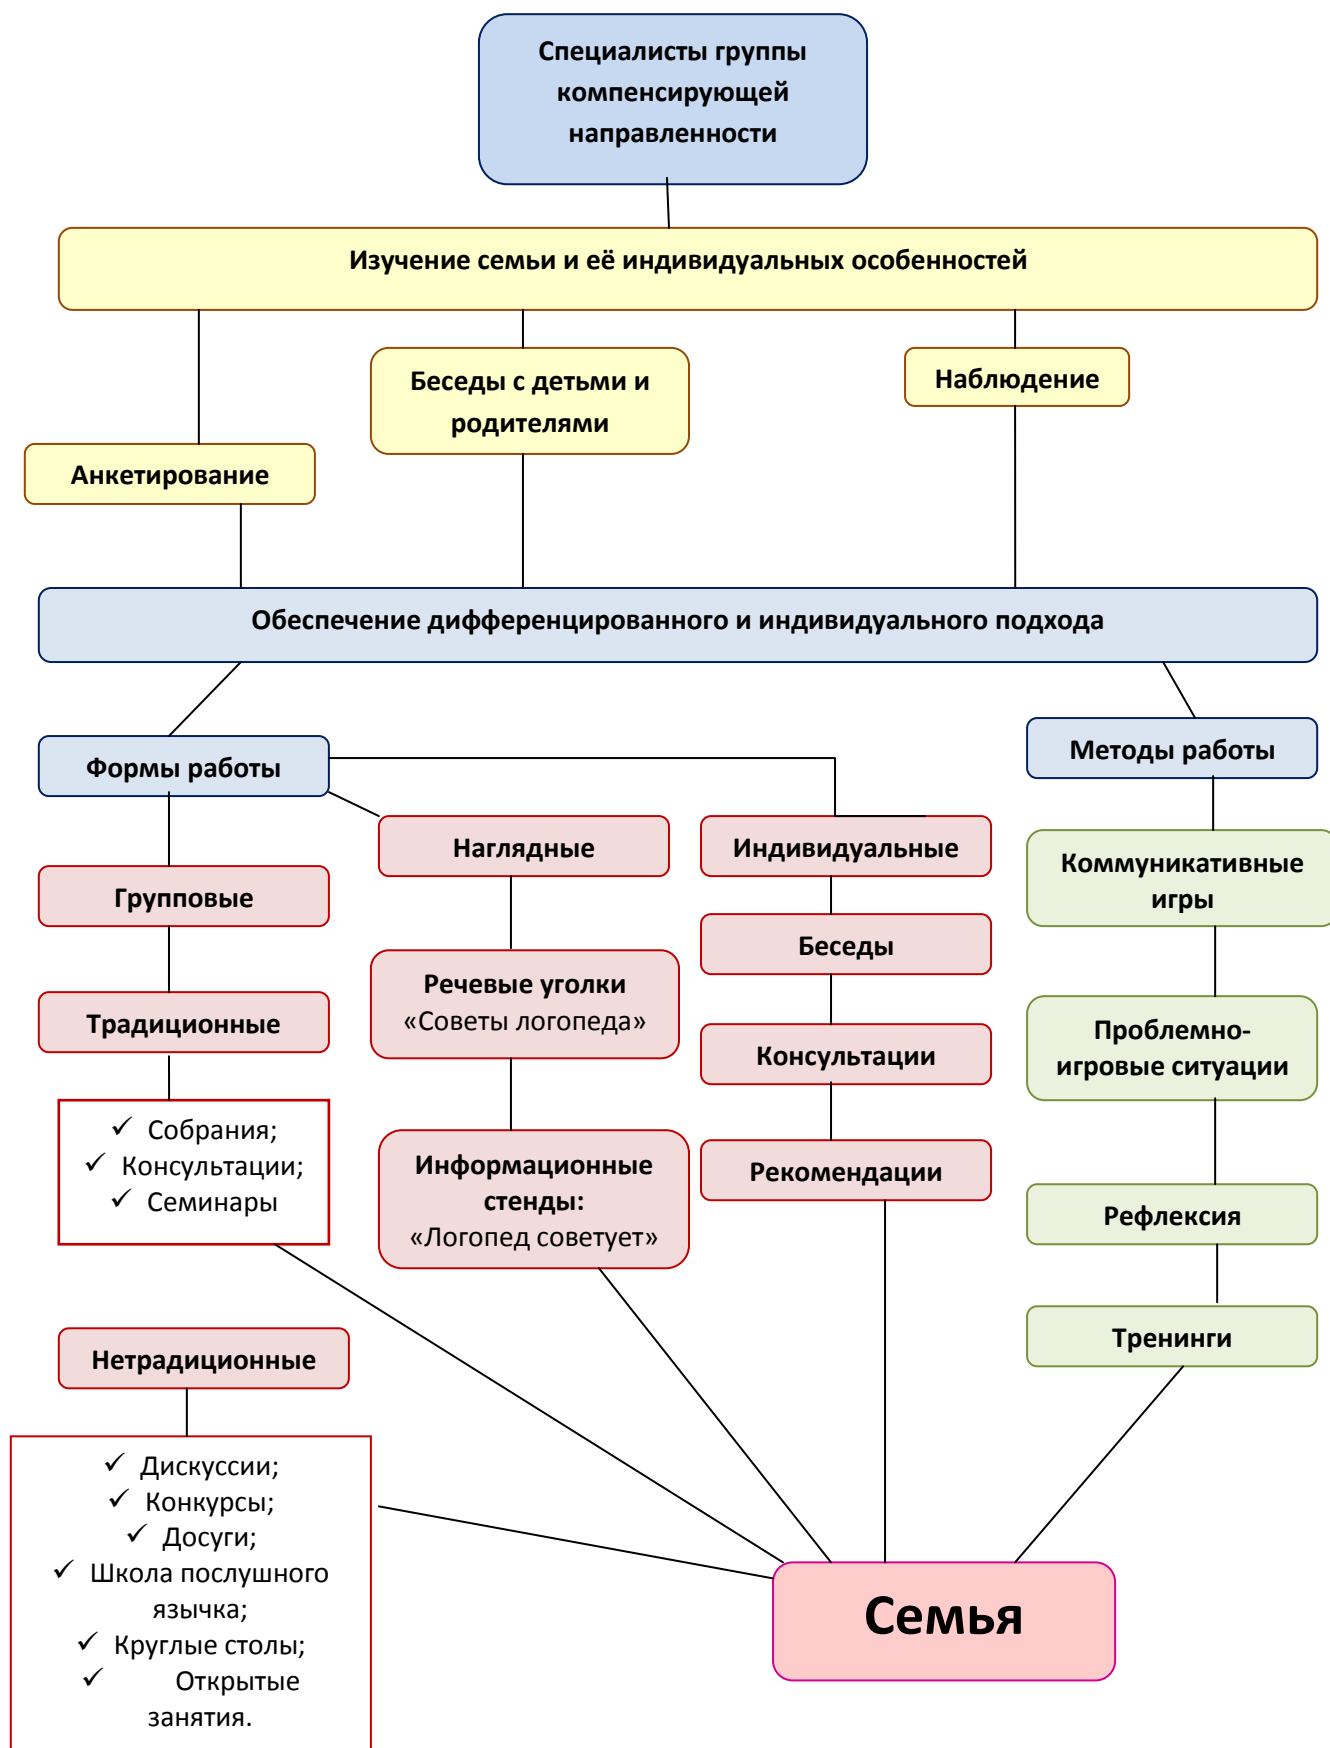 Специалисты группы
компенсирующей
направленности
Изучение семьи и её индивидуальных особенностей
Беседы с детьми и
родителями
Наблюдение
Анкетирование
Обеспечение дифференцированного и индивидуального подхода
Формы работы
Методы работы
Групповые
Традиционные
✓ Собрания;
✓ Консультации;
✓ Семинары
Нетрадиционные
✓ Дискуссии;
✓ Конкурсы;
✓ Досуги;
✓ Школа послушного
язычка;
✓ Круглые столы;
✓ Открытые
занятия.
Наглядные
Речевые уголки
«Советы логопеда»
Информационные
стенды:
«Логопед советует»
Индивидуальные
Беседы
Консультации
Рекомендации
Коммуникативные
игры
Проблемно-
игровые ситуации
Рефлексия
Тренинги
Семья